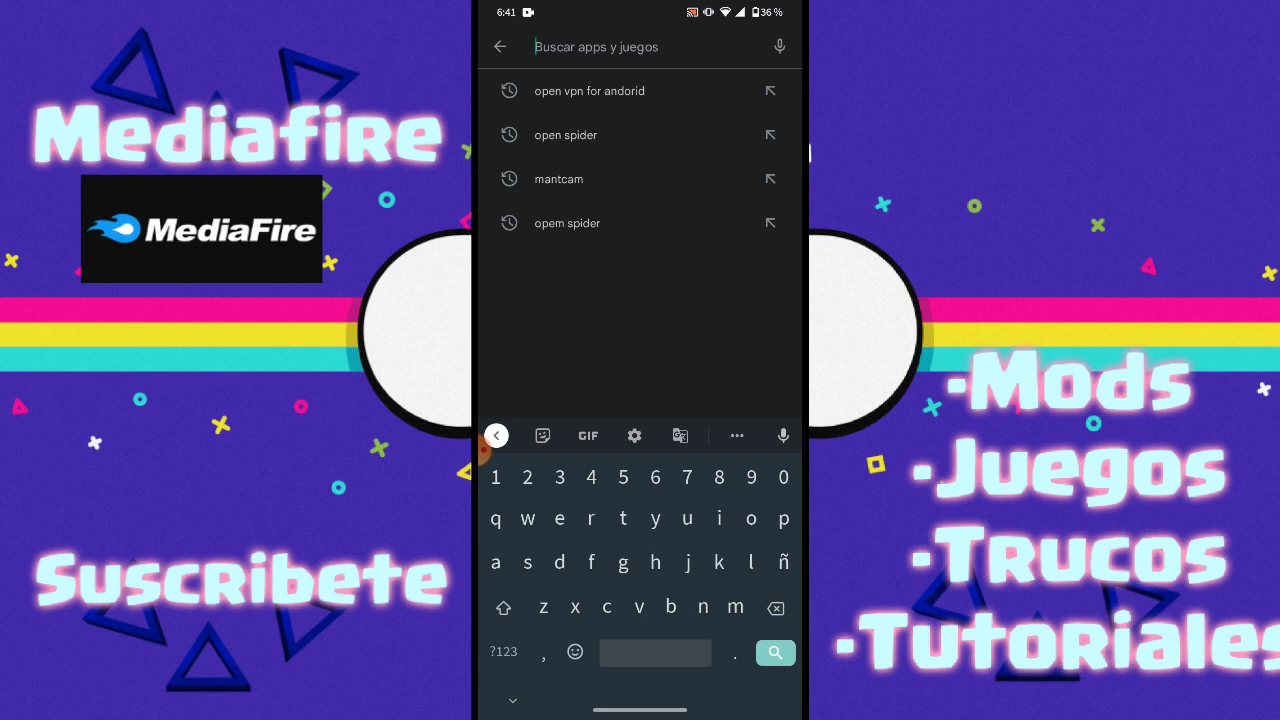 Mediafire
MediaFire
Suscribete
6:41
36 %
Buscar apps y juegos
open vpn for andorid
open spider
mantcam
opem spider
GIF
1 2 3 4 5 6 7 8 9 0
q w e r t y u i o p
a s d f g h j k l ñ
z x c v b n m
?123 , .
·Mods
·Juegos
·Trucos
·Tutoriales